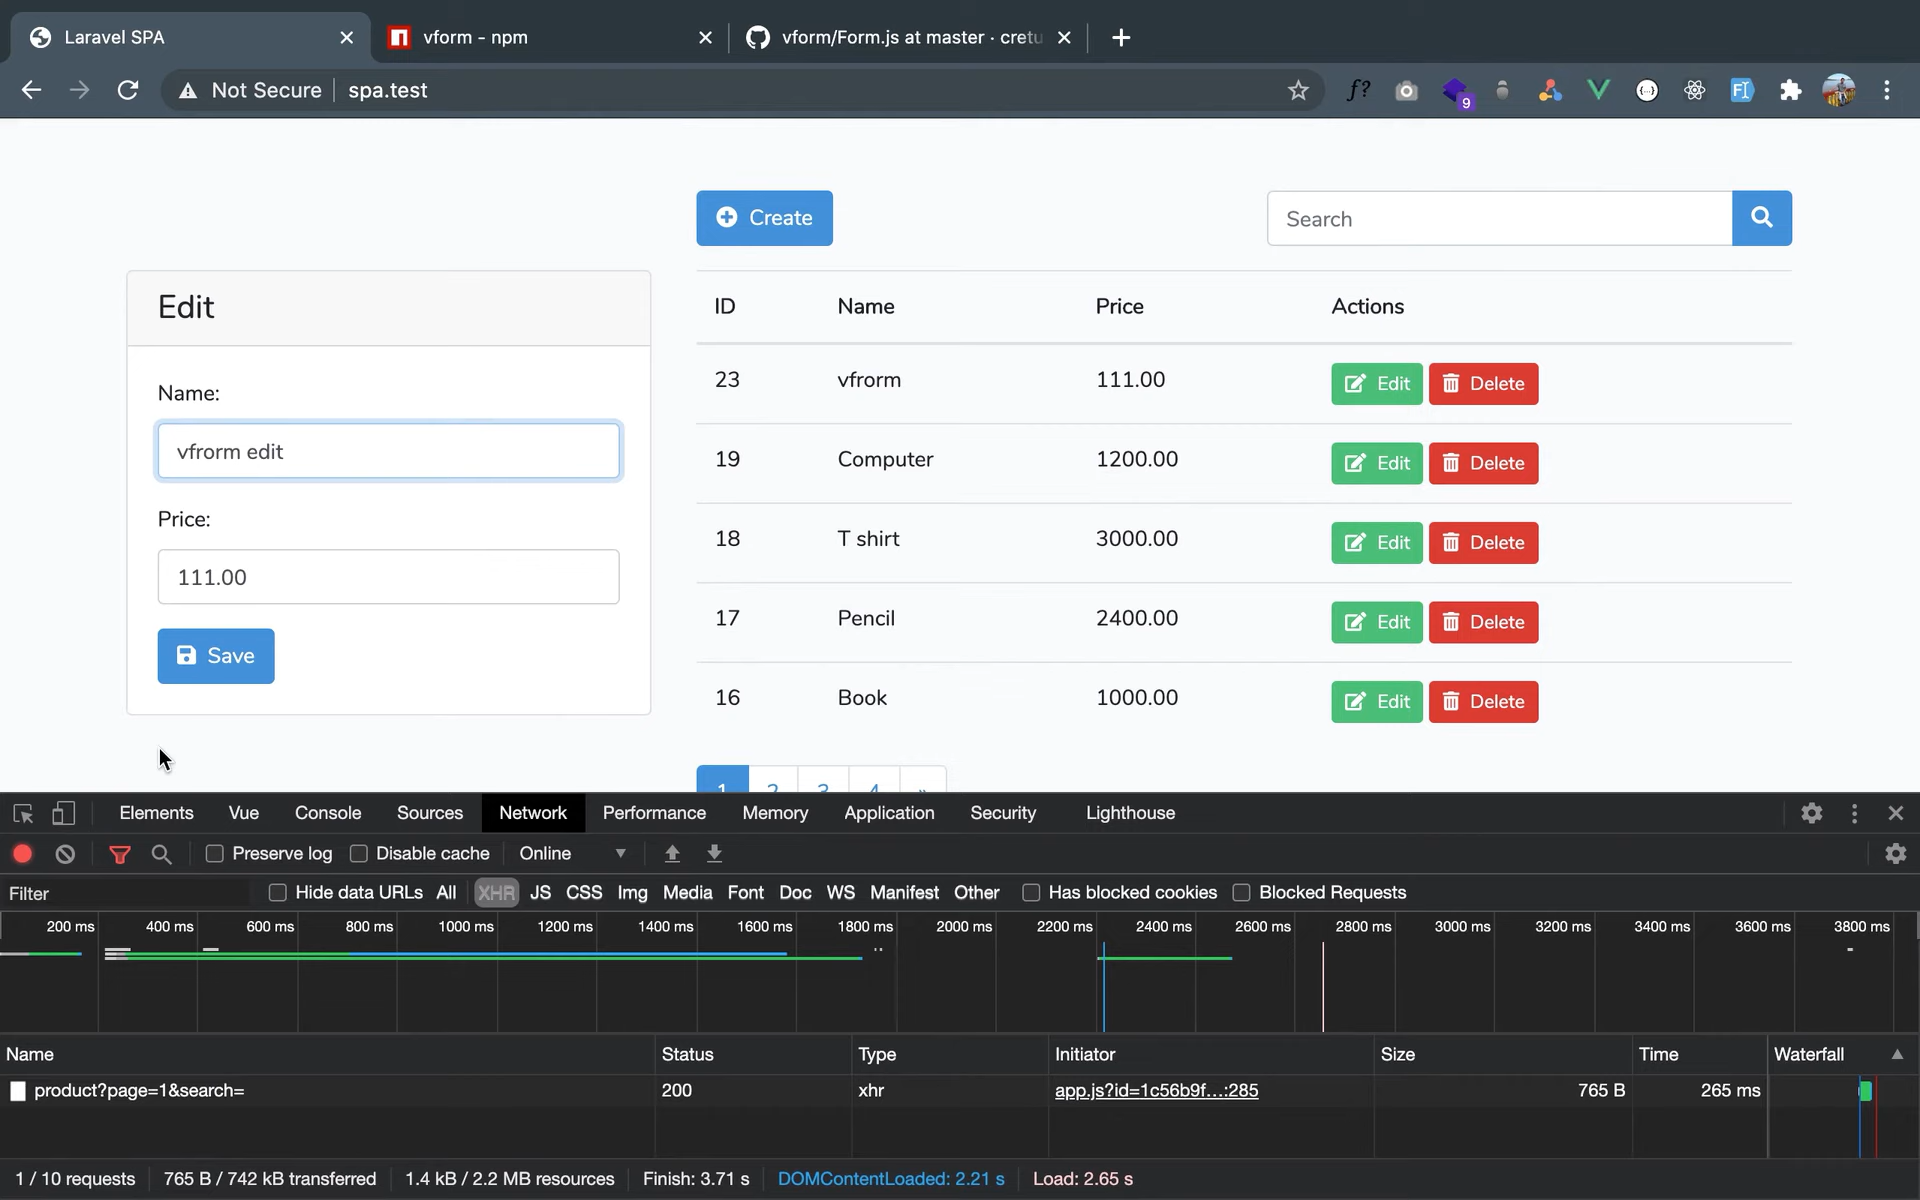 Laravel SPA
vform - npm
vform/Form.js at master · cretu
Not Secure
spa.test
f?
9
Create
Search
Edit
Name:
vfrorm edit
Price:
111.00
Save
ID Name Price Actions
23 vfrorm 111.00 Edit Delete
19 Computer 1200.00 Edit Delete
18 T shirt 3000.00 Edit Delete
17 Pencil 2400.00 Edit Delete
16 Book 1000.00 Edit Delete
1 2 3 4 »
Elements Vue Console Sources Network Performance Memory Application Security Lighthouse
Preserve log Disable cache Online
Filter Hide data URLs All XHR JS CSS Img Media Font Doc WS Manifest Other Has blocked cookies Blocked Requests
200 ms 400 ms 600 ms 800 ms 1000 ms 1200 ms 1400 ms 1600 ms 1800 ms 2000 ms 2200 ms 2400 ms 2600 ms 2800 ms 3000 ms 3200 ms 3400 ms 3600 ms 3800 ms
Name Status Type Initiator Size Time Waterfall
product?page=1&search= 200 xhr app.js?id=1c56b9f…:285 765 B 265 ms
1 / 10 requests 765 B / 742 kB transferred 1.4 kB / 2.2 MB resources Finish: 3.71 s DOMContentLoaded: 2.21 s Load: 2.65 s